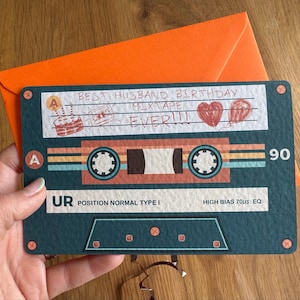 A BEST HUSBAND BIRTHDAY
MIXTAPE
EVER!!!
A
90
UR POSITION NORMAL TYPE I HIGH BIAS 70µs EQ